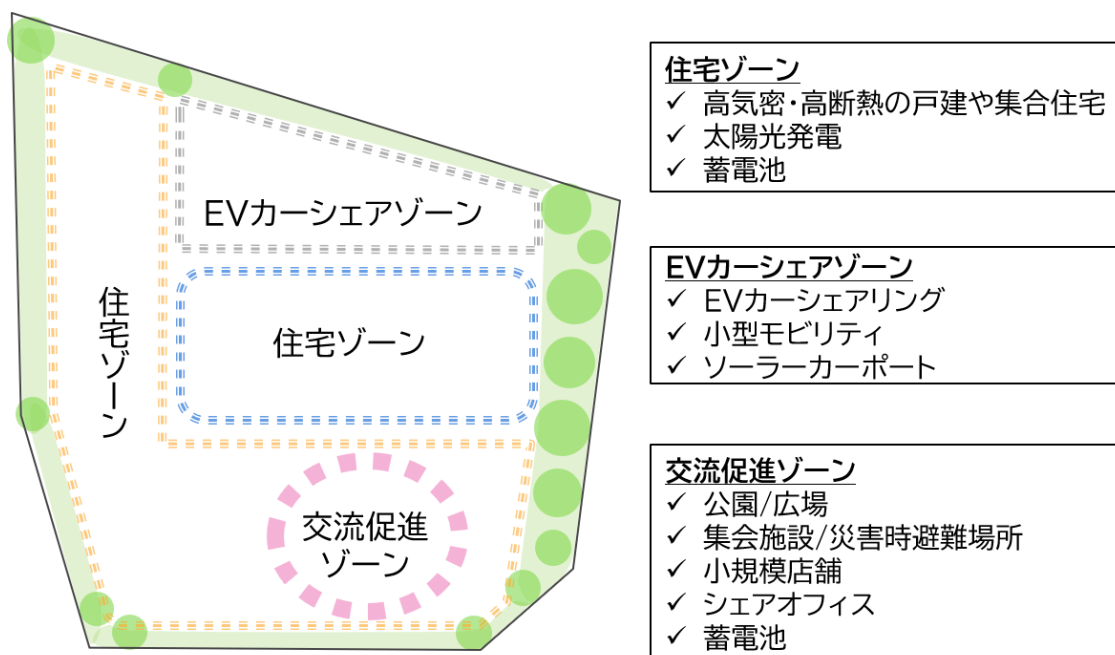 EVカーシェアゾーン
住宅ゾーン
住宅ゾーン
交流促進
ゾーン
住宅ゾーン
✓ 高気密・高断熱の戸建や集合住宅
✓ 太陽光発電
✓ 蓄電池
EVカーシェアゾーン
✓ EVカーシェアリング
✓ 小型モビリティ
✓ ソーラーカーポート
交流促進ゾーン
✓ 公園/広場
✓ 集会施設/災害時避難場所
✓ 小規模店舗
✓ シェアオフィス
✓ 蓄電池